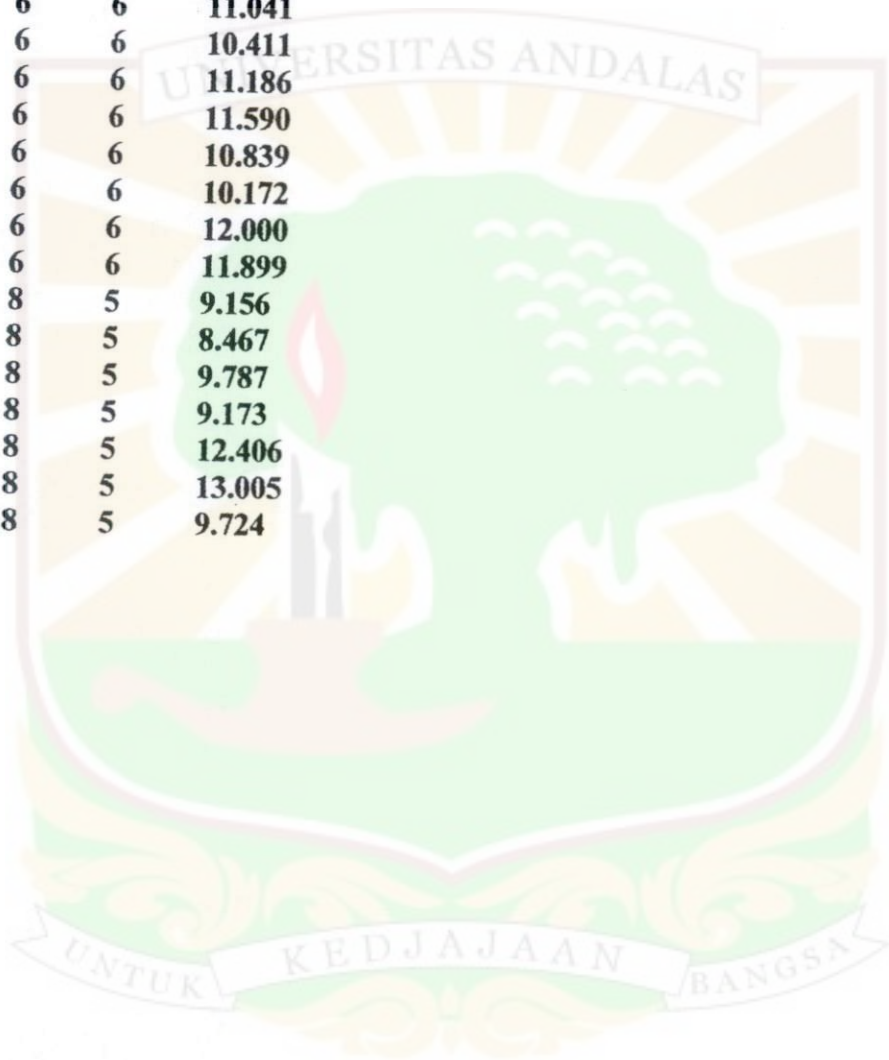 6 6 11.041
6 6 10.411
6 6 11.186
6 6 11.590
6 6 10.839
6 6 10.172
6 6 12.000
6 6 11.899
8 5 9.156
8 5 8.467
8 5 9.787
8 5 9.173
8 5 12.406
8 5 13.005
8 5 9.724
UNIVERSITAS ANDALAS
UNTUK KEDJAJAAN BANGSA